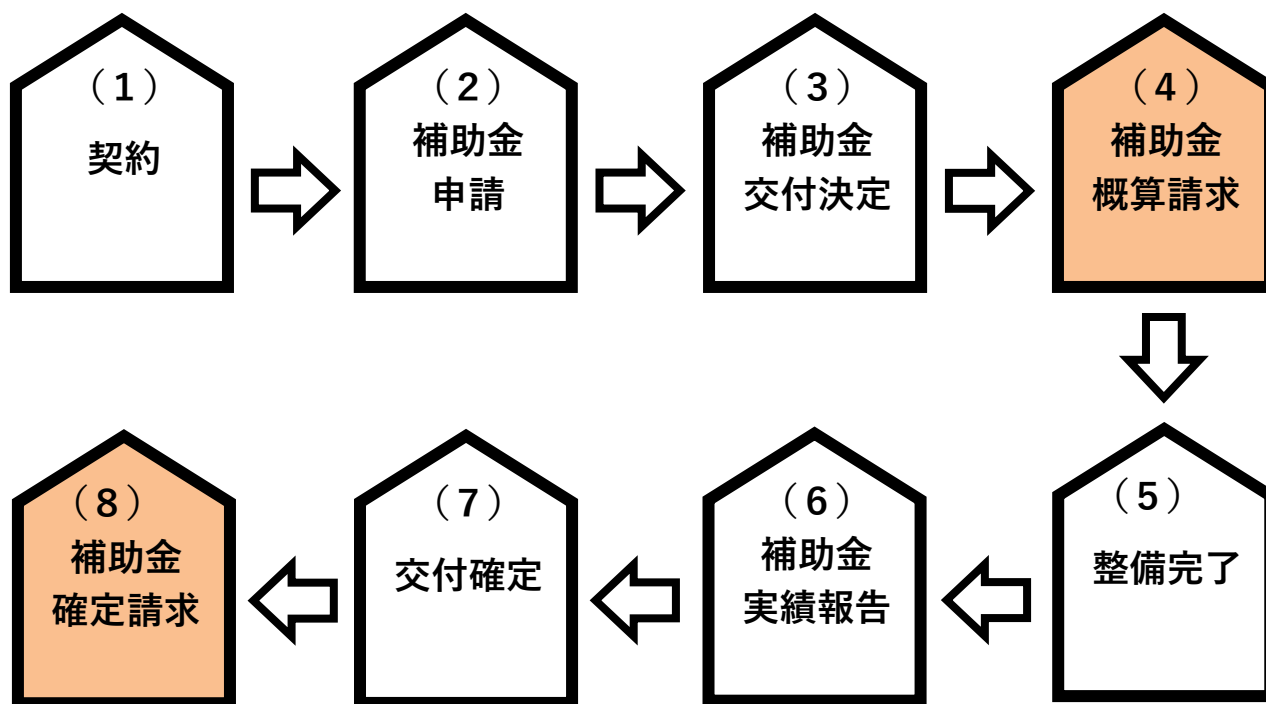 （1）
契約
（2）
補助金
申請
（3）
補助金
交付決定
（4）
補助金
概算請求
（5）
整備完了
（6）
補助金
実績報告
（7）
交付確定
（8）
補助金
確定請求